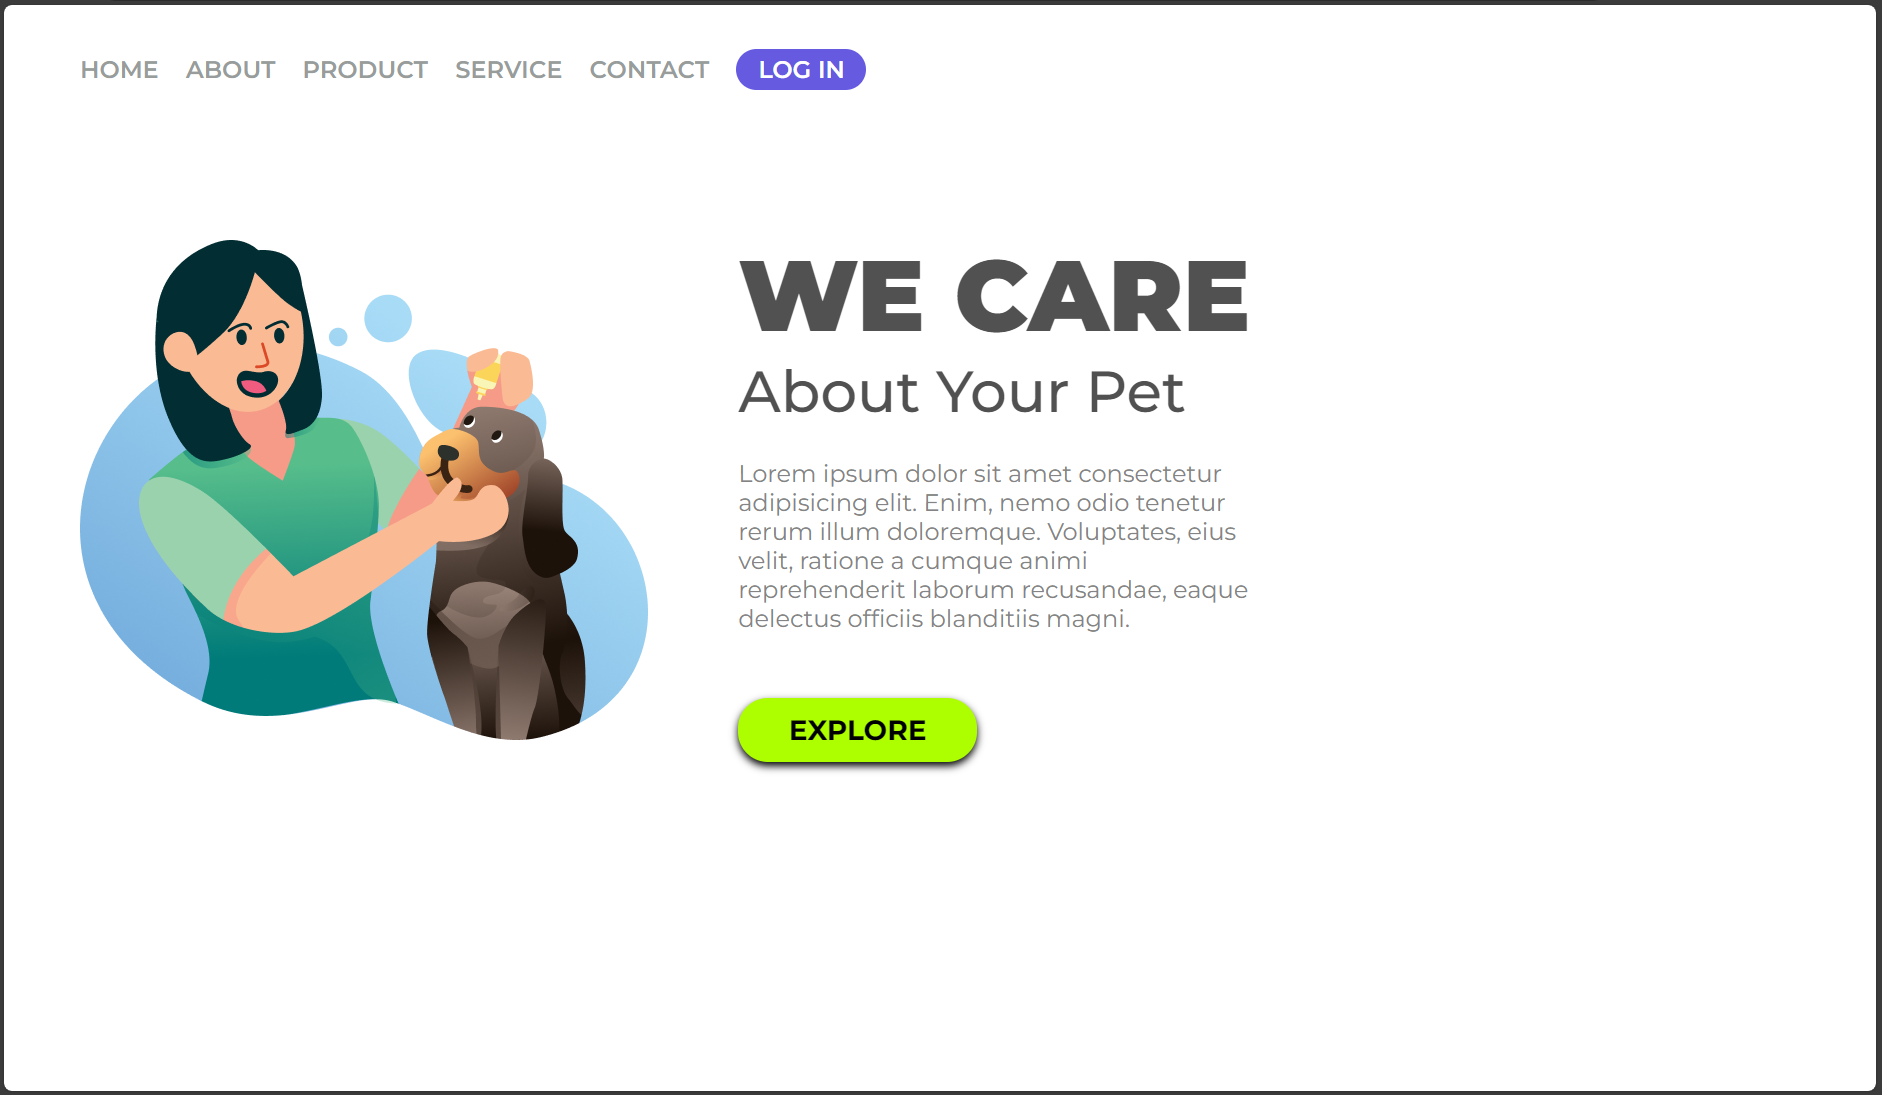 HOME ABOUT PRODUCT SERVICE CONTACT LOG IN
WE CARE
About Your Pet
Lorem ipsum dolor sit amet consectetur
adipisicing elit. Enim, nemo odio tenetur
rerum illum doloremque. Voluptates, eius
velit, ratione a cumque animi
reprehenderit laborum recusandae, eaque
delectus officiis blanditiis magni.
EXPLORE